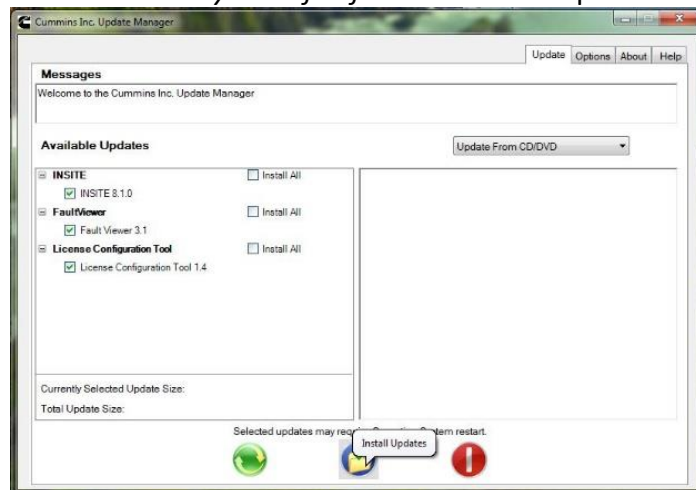 Cummins Inc. Update Manager
Update Options About Help
Messages
Welcome to the Cummins Inc. Update Manager
Available Updates
Update From CD/DVD
INSITE Install All
INSITE 8.1.0
FaultViewer Install All
Fault Viewer 3.1
License Configuration Tool Install All
License Configuration Tool 1.4
Currently Selected Update Size:
Total Update Size:
Selected updates may restart.
Install Updates